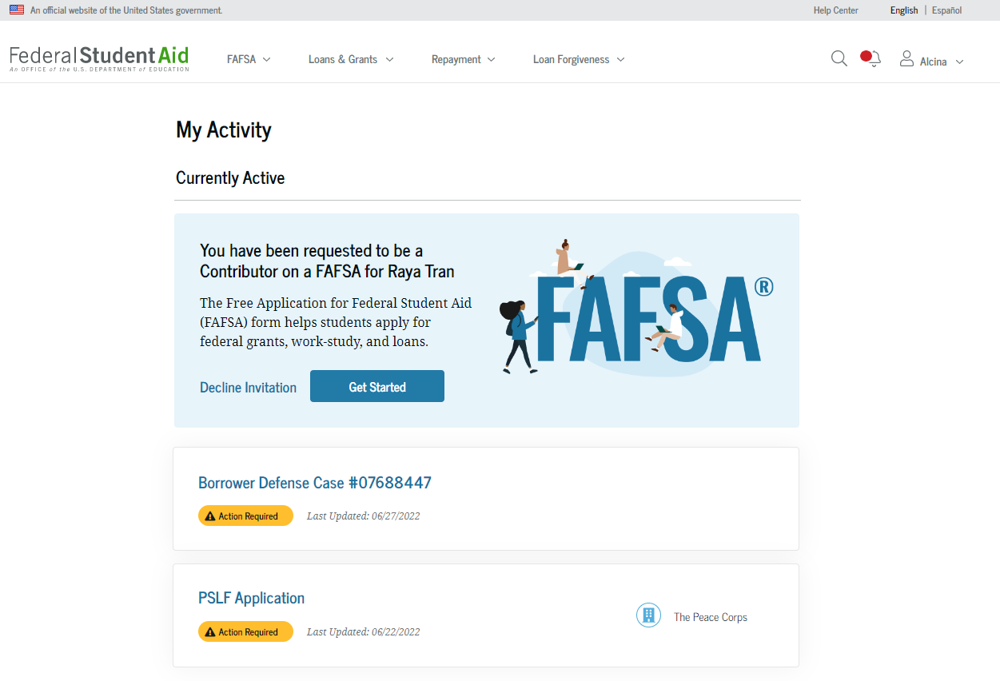 An official website of the United States government.
Help Center
English | Español
Federal Student Aid
An OFFICE of the U.S. DEPARTMENT of EDUCATION
FAFSA
Loans & Grants
Repayment
Loan Forgiveness
Alcina
My Activity
Currently Active
You have been requested to be a
Contributor on a FAFSA for Raya Tran
The Free Application for Federal Student Aid
(FAFSA) form helps students apply for
federal grants, work-study, and loans.
Decline Invitation
Get Started
FAFSA®
Borrower Defense Case #07688447
Action Required
Last Updated: 06/27/2022
PSLF Application
Action Required
Last Updated: 06/22/2022
The Peace Corps